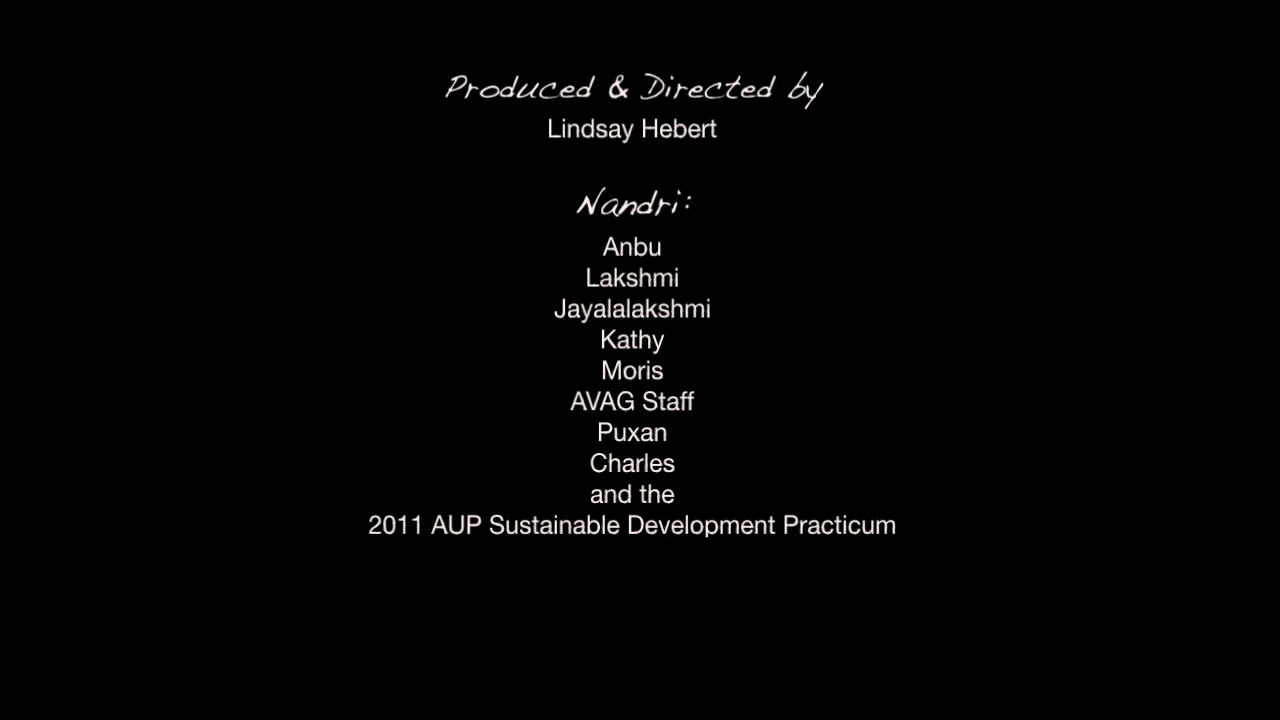 Produced & Directed by
Lindsay Hebert
Nandri:
Anbu
Lakshmi
Jayalalakshmi
Kathy
Moris
AVAG Staff
Puxan
Charles
and the
2011 AUP Sustainable Development Practicum